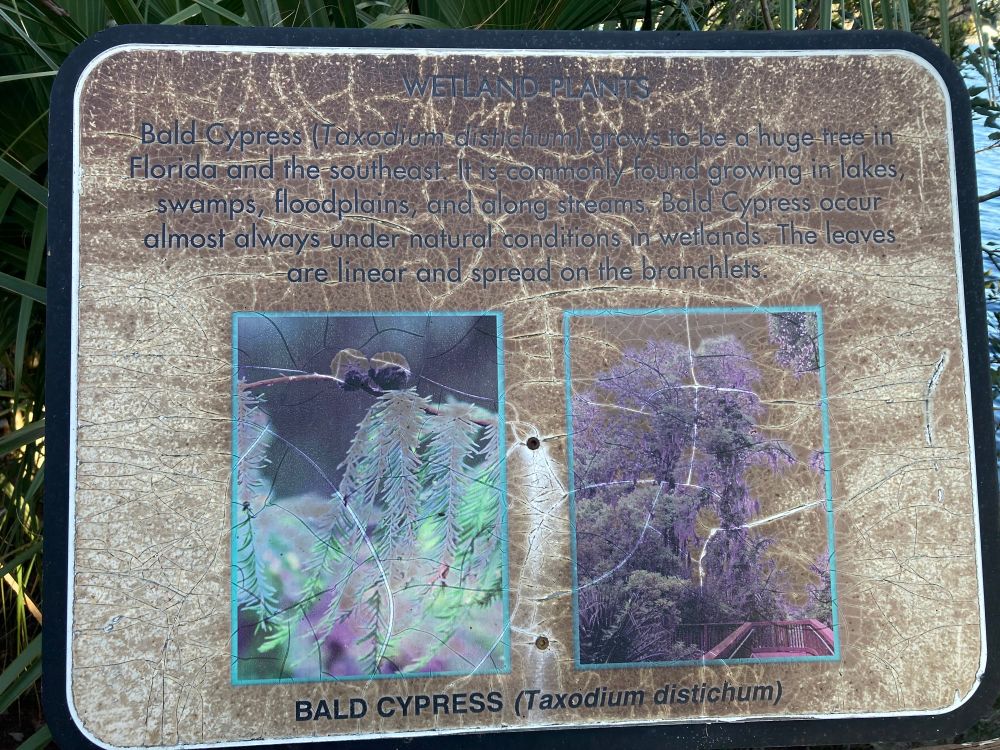 WETLAND PLANTS
Bald Cypress (Taxodium distichum) grows to be a huge tree in
Florida and the southeast. It is commonly found growing in lakes,
swamps, floodplains, and along streams. Bald Cypress occur
almost always under natural conditions in wetlands. The leaves
are linear and spread on the branchlets.
BALD CYPRESS (Taxodium distichum)